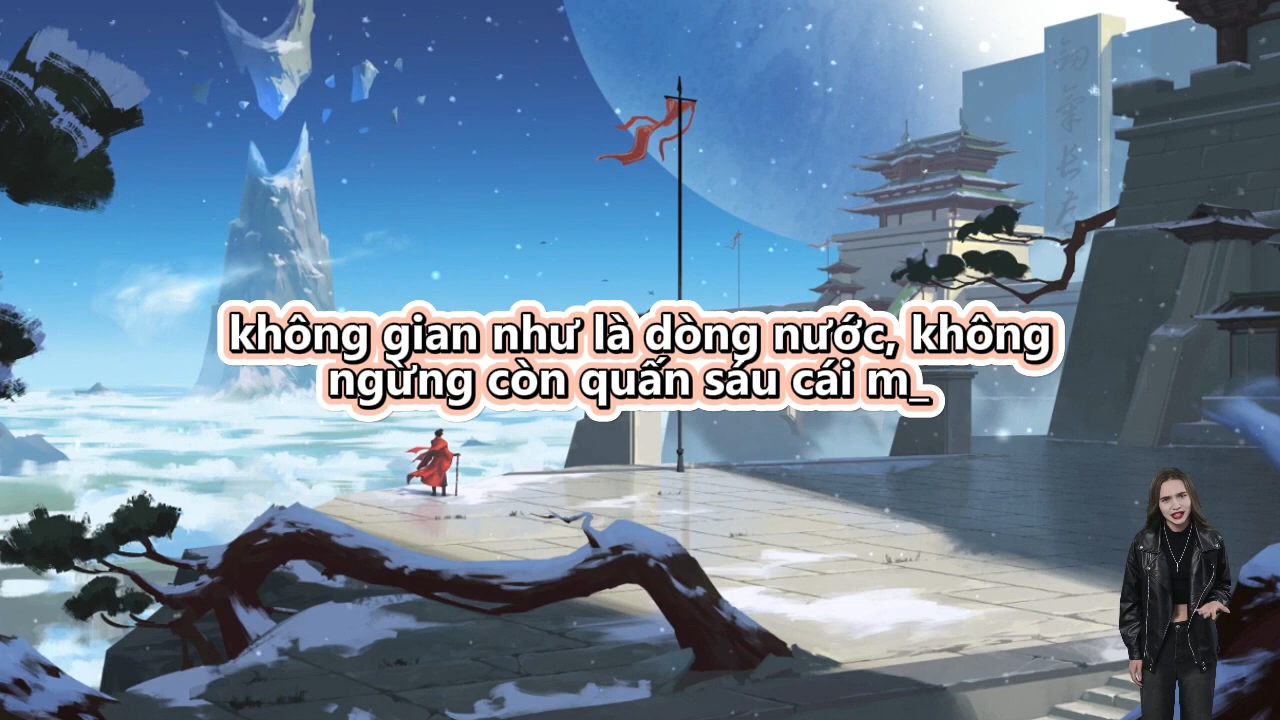 không gian như là dòng nước, không
ngừng còn quấn sáu cái m_